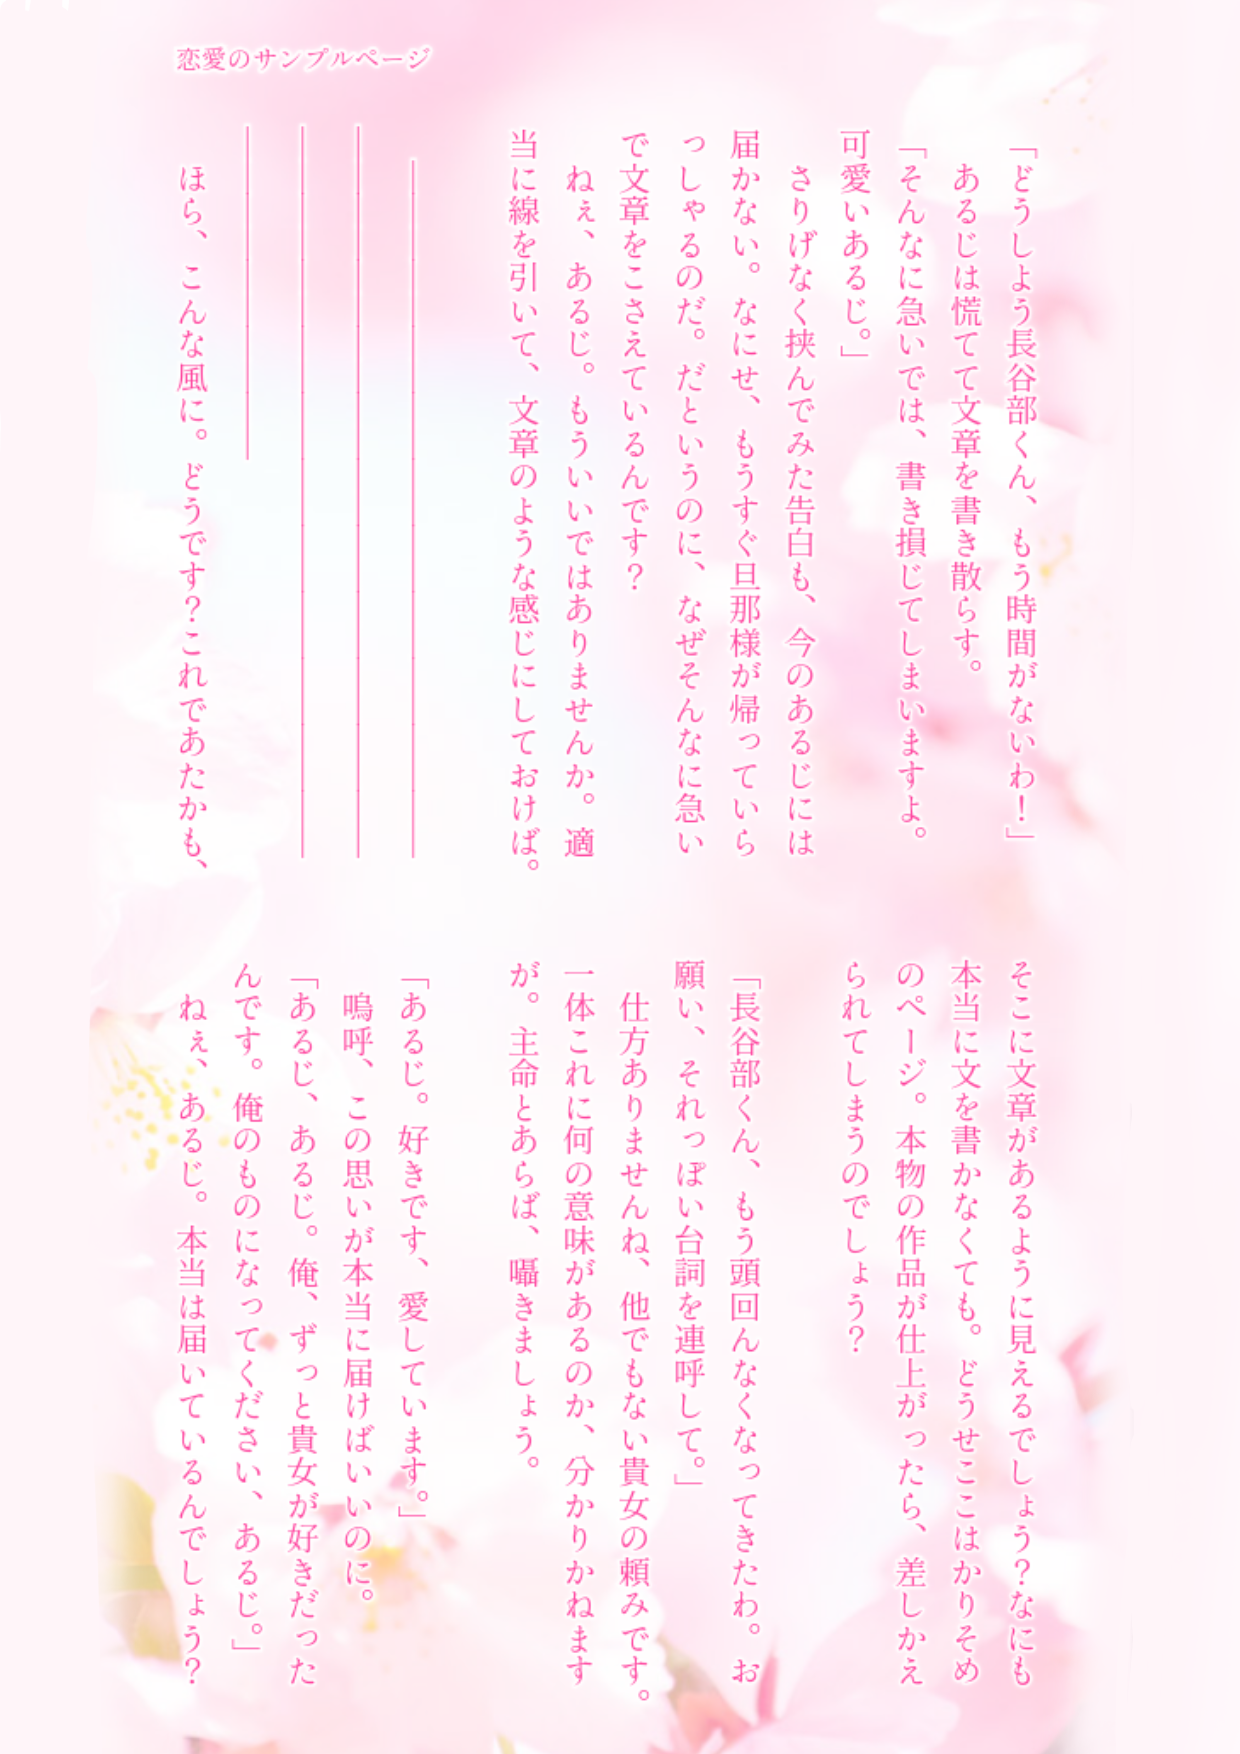 恋愛のサンプルページ
「どうしよう長谷部くん、もう時間がないわ！」
あるじは慌てて文章を書き散らす。
「そんなに急いでは、書き損じてしまいますよ。
可愛いあるじ。」
さりげなく挟んでみた告白も、今のあるじには
届かない。なにせ、もうすぐ旦那様が帰っていら
っしゃるのだ。だというのに、なぜそんなに急い
で文章をこさえているんです？
ねぇ、あるじ。もういいではありませんか。適
当に線を引いて、文章のような感じにしておけば。
ほら、こんな風に。どうです？これであたかも、
そこに文章があるように見えるでしょう？なにも
本当に文を書かなくても。どうせここはかりそめ
のページ。本物の作品が仕上がったら、差しかえ
られてしまうのでしょう？
「長谷部くん、もう頭回んなくなってきたわ。お
願い、それっぽい台詞を連呼して。」
仕方ありませんね、他でもない貴女の頼みです。
一体これに何の意味があるのか、分かりかねます
が。主命とあらば、囁きましょう。
「あるじ。好きです、愛しています。」
嗚呼、この思いが本当に届けばいいのに。
「あるじ、あるじ。俺、ずっと貴女が好きだった
んです。俺のものになってください、あるじ。」
ねぇ、あるじ。本当は届いているんでしょう？